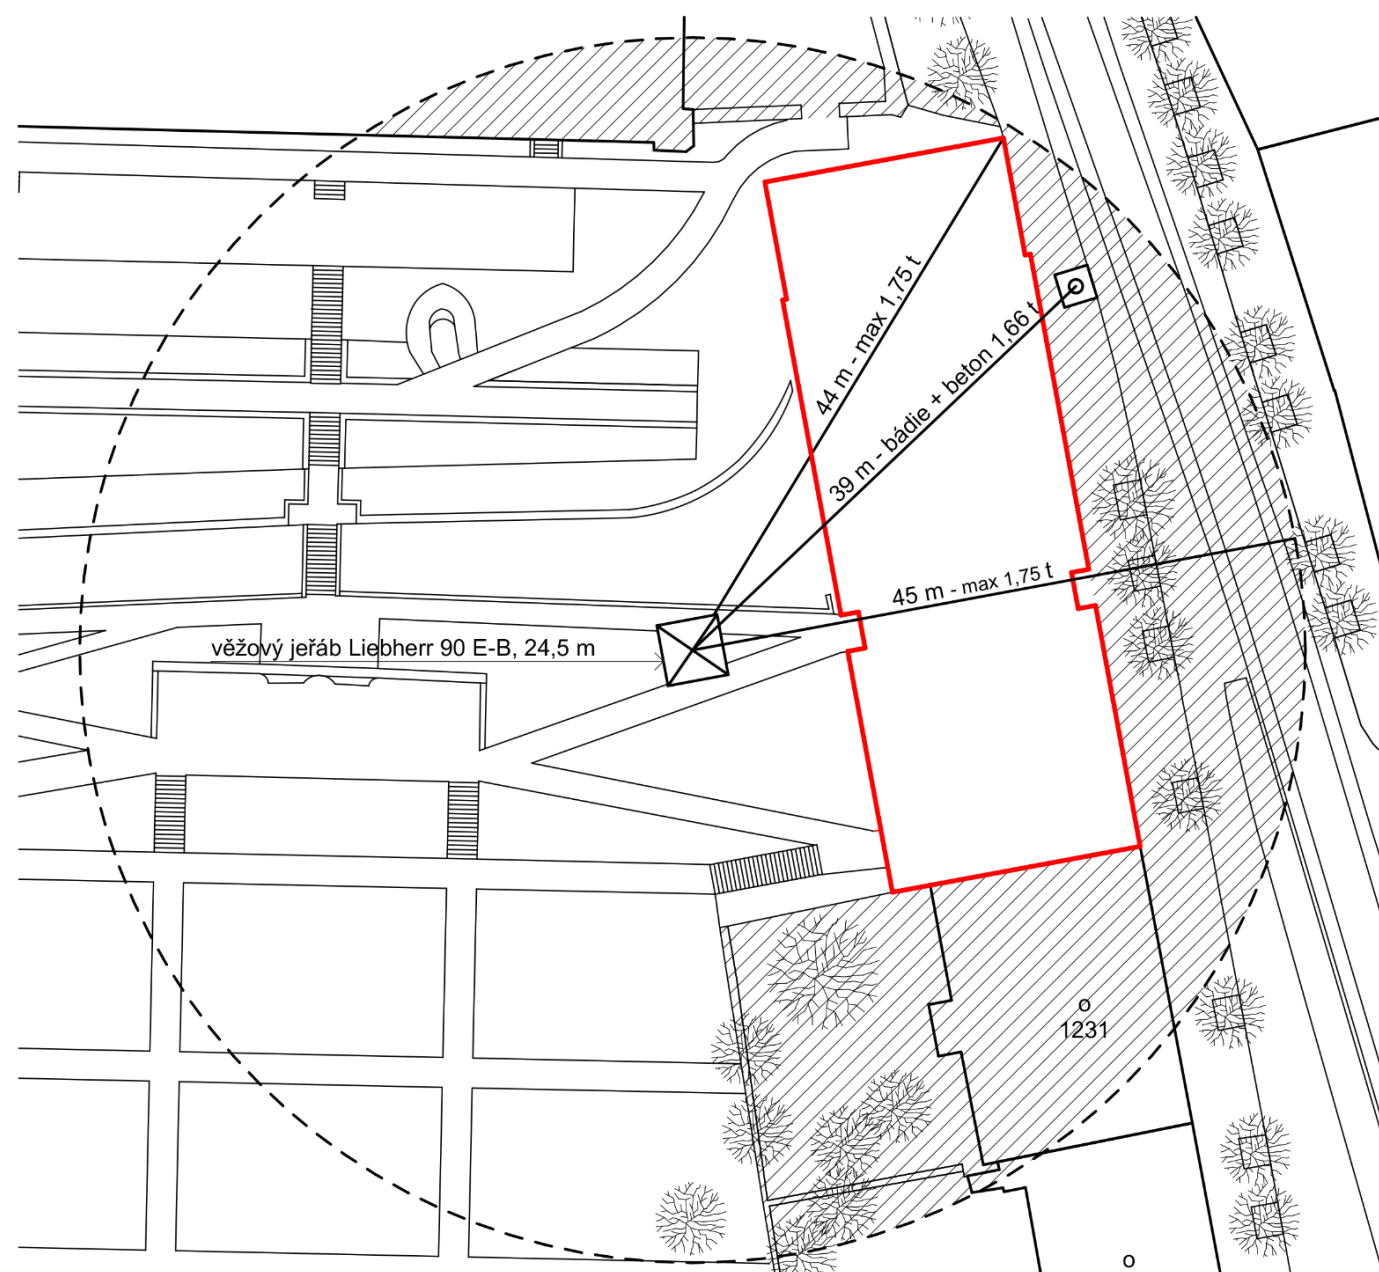 44 m - max 1,75 t
39 m - bádie + beton 1,66 t
45 m - max 1,75 t
věžový jeřáb Liebherr 90 E-B, 24,5 m
o
1231
o